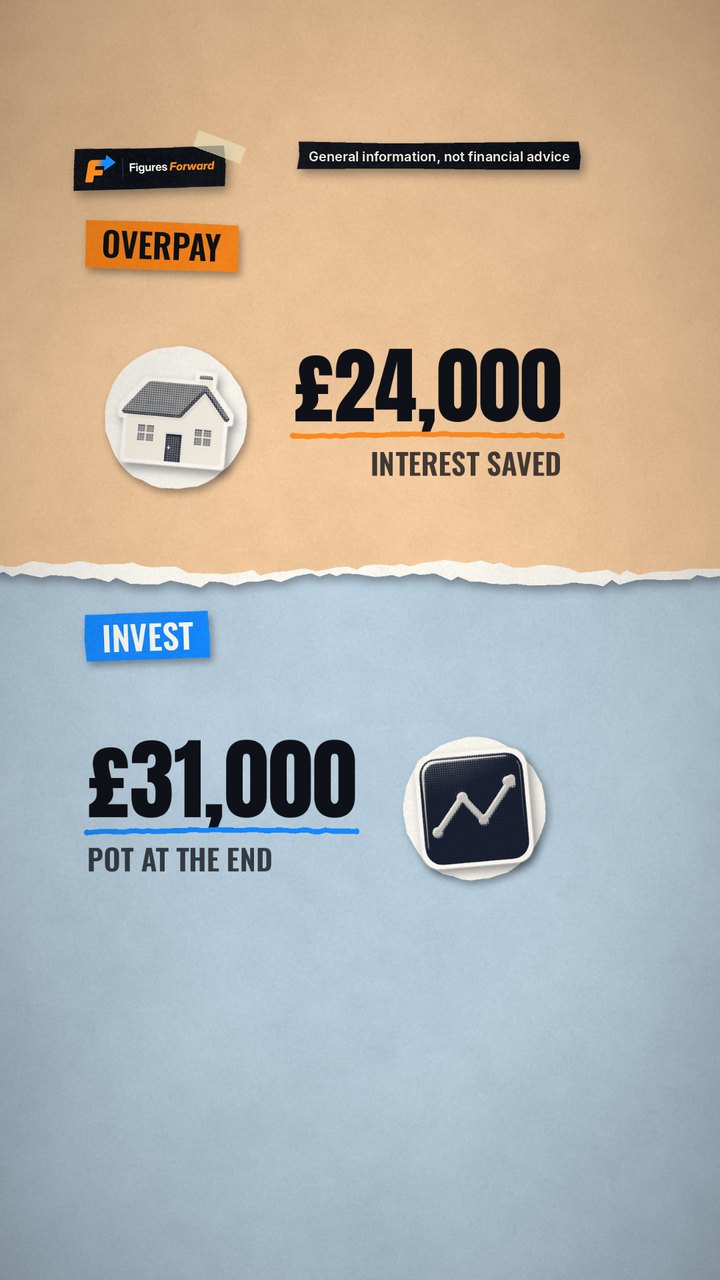 Figures Forward
General information, not financial advice
OVERPAY
£24,000
INTEREST SAVED
INVEST
£31,000
POT AT THE END